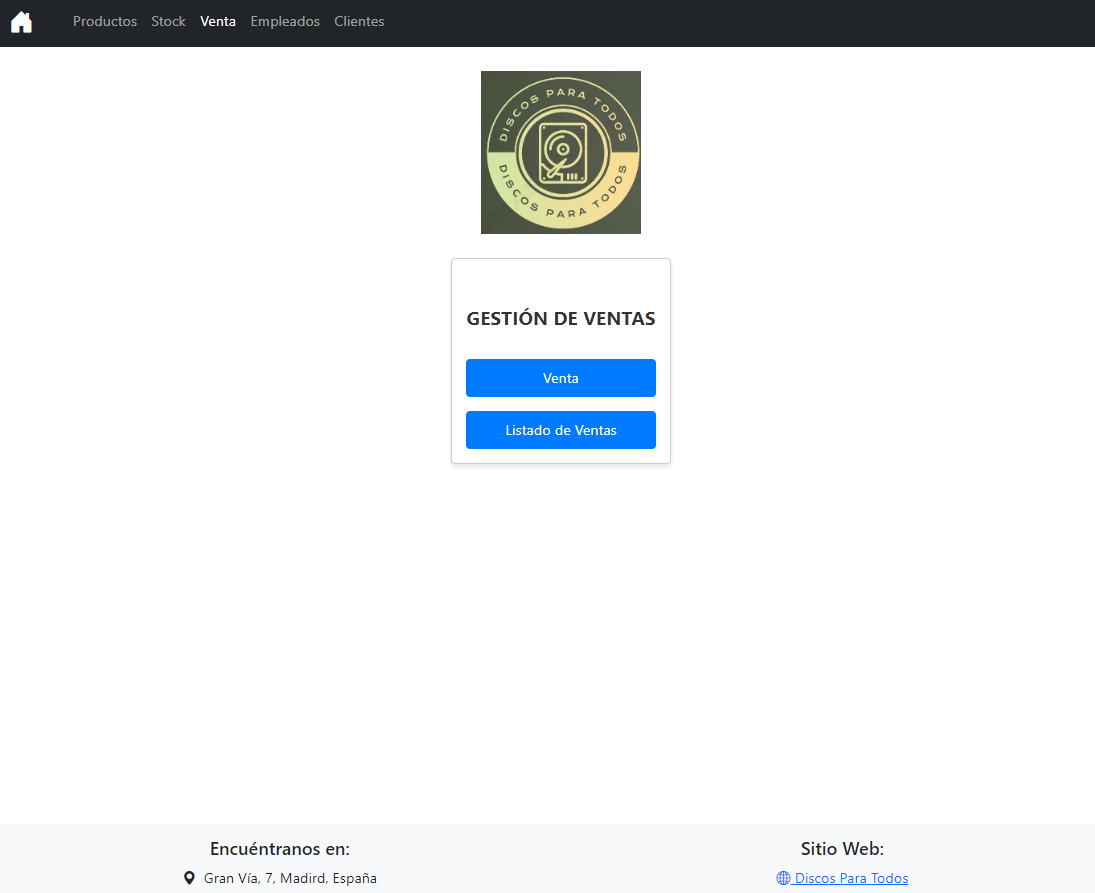 Productos Stock Venta Empleados Clientes
DISCOS PARA TODOS
DISCOS PARA TODOS
GESTIÓN DE VENTAS
Venta
Listado de Ventas
Encuéntranos en:
Gran Vía, 7, Madird, España
Sitio Web:
Discos Para Todos